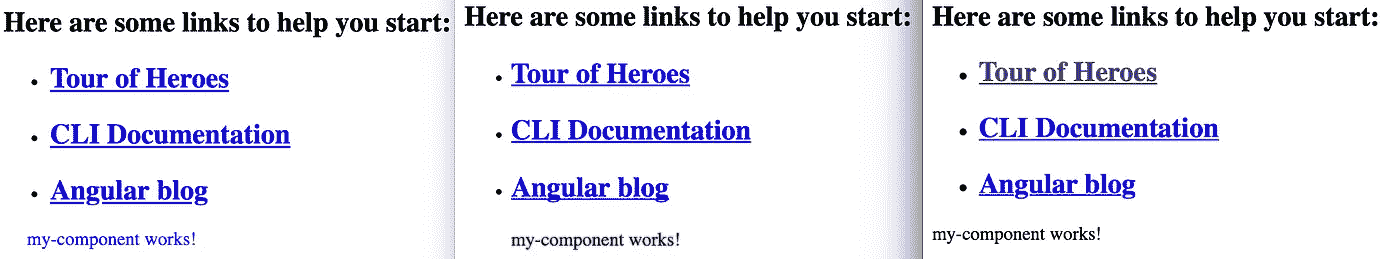 Here are some links to help you start:
• Tour of Heroes
• CLI Documentation
• Angular blog
my-component works!
Here are some links to help you start:
• Tour of Heroes
• CLI Documentation
• Angular blog
my-component works!
Here are some links to help you start:
• Tour of Heroes
• CLI Documentation
• Angular blog
my-component works!